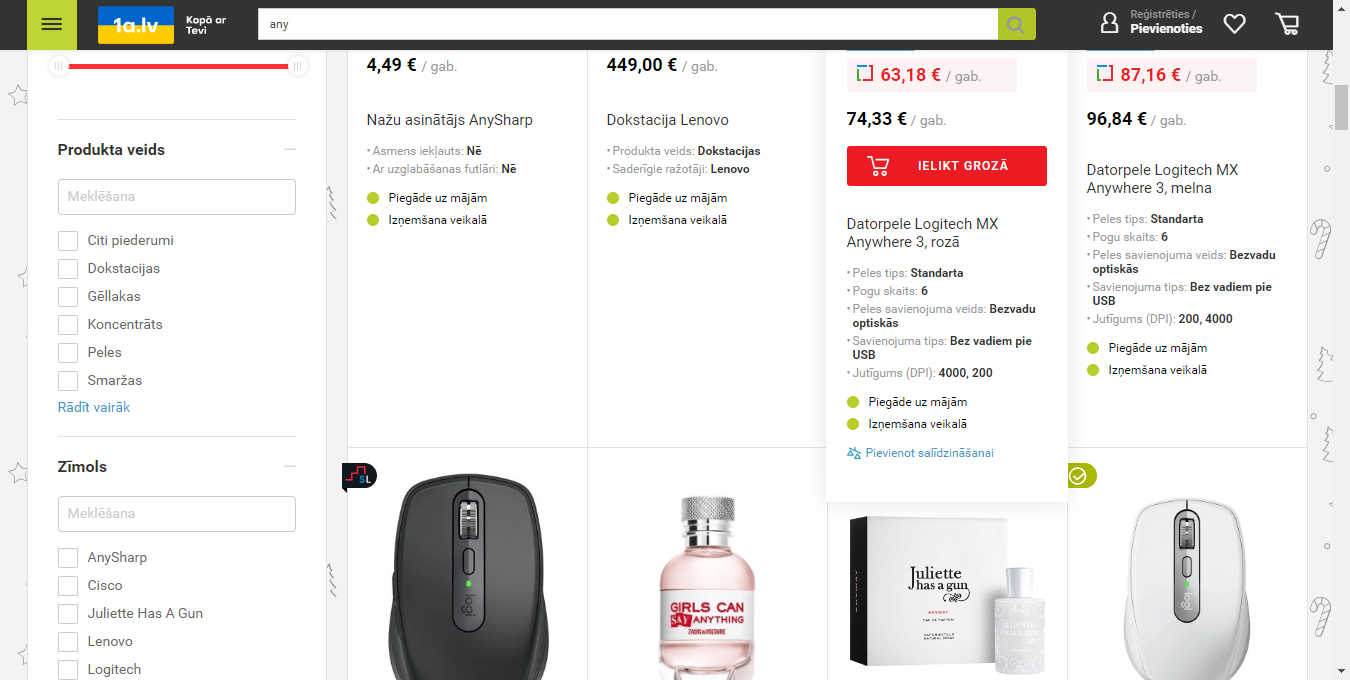 1a.lv
Kopā ar
Tevi
any
Reģistrēties /
Pievienoties
Produkta veids
Meklēšana
Citi piederumi
Dokstacijas
Gēllakas
Koncentrāts
Peles
Smaržas
Rādīt vairāk
Zīmols
Meklēšana
AnySharp
Cisco
Juliette Has A Gun
Lenovo
Logitech
4,49 € / gab.
Nažu asinātājs AnySharp
• Asmens iekļauts: Nē
• Ar uzglabāšanas futlāri: Nē
Piegāde uz mājām
Izņemšana veikalā
449,00 € / gab.
Dokstacija Lenovo
• Produkta veids: Dokstacijas
• Saderīgie ražotāji: Lenovo
Piegāde uz mājām
Izņemšana veikalā
63,18 € / gab.
74,33 € / gab.
IELIKT GROZĀ
Datorpele Logitech MX
Anywhere 3, rozā
• Peles tips: Standarta
• Pogu skaits: 6
• Peles savienojuma veids: Bezvadu
optiskās
• Savienojuma tips: Bez vadiem pie
USB
• Jutīgums (DPI): 4000, 200
Piegāde uz mājām
Izņemšana veikalā
Pievienot salīdzināšanai
87,16 € / gab.
96,84 € / gab.
Datorpele Logitech MX
Anywhere 3, melna
• Peles tips: Standarta
• Pogu skaits: 6
• Peles savienojuma veids: Bezvadu
optiskās
• Savienojuma tips: Bez vadiem pie
USB
• Jutīgums (DPI): 200, 4000
Piegāde uz mājām
Izņemšana veikalā
SL
logi
GIRLS CAN
SAY ANYTHING
ZADIG & VOLTAIRE
Juliette
has a gun
ANYWAY
EAU DE PARFUM
Juliette
has a gun
logi